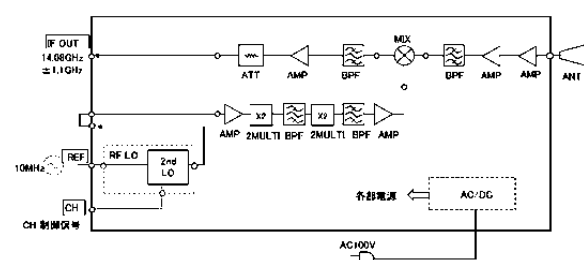 IF OUT
14.68GHz
±1.1GHz
ATT
AMP
BPF
MIX
BPF
AMP
AMP
ANT
AMP
X2
2MULTI
BPF
X2
2MULTI
BPF
AMP
REF
10MHz
RF LO
2nd
LO
CH
CH 制御信号
各部電源
AC/DC
AC100V